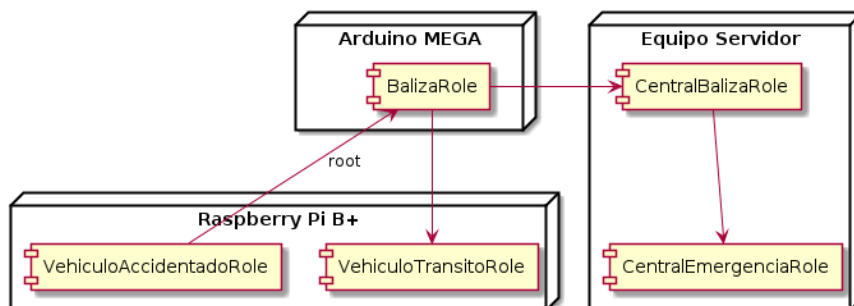 Arduino MEGA
BalizaRole
Equipo Servidor
CentralBalizaRole
root
Raspberry Pi B+
VehiculoAccidentadoRole
VehiculoTransitoRole
CentralEmergenciaRole